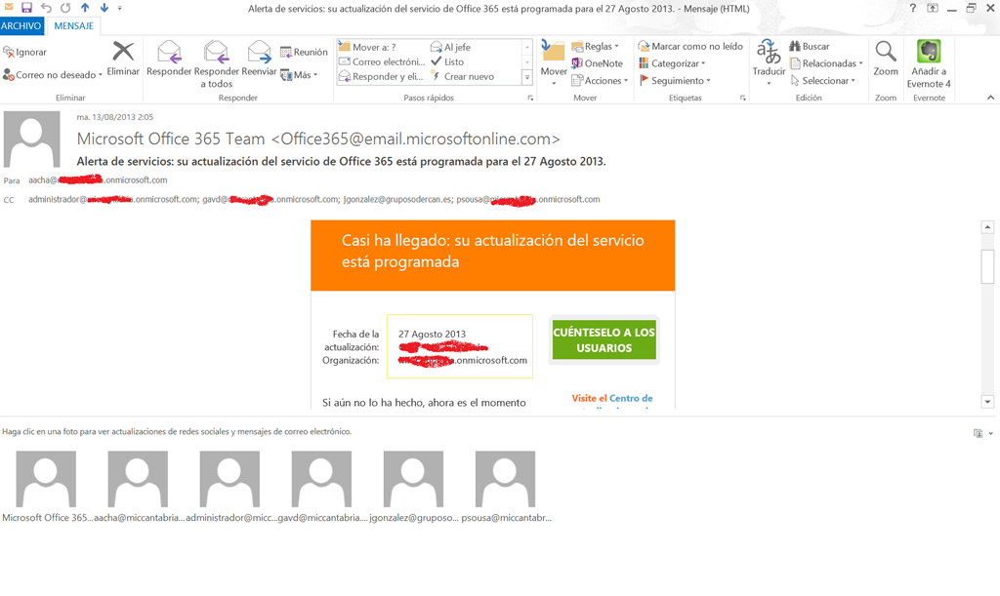 Alerta de servicios: su actualización del servicio de Office 365 está programada para el 27 Agosto 2013. - Mensaje (HTML)
ARCHIVO MENSAJE
Ignorar
Correo no deseado
Eliminar
Eliminar
Responder
Responder a todos
Reenviar
Reunión
Más
Responder
Mover a: ?
Correo electróni...
Responder y eli...
Al jefe
Listo
Crear nuevo
Pasos rápidos
Mover
Reglas
OneNote
Acciones
Mover
Marcar como no leído
Categorizar
Seguimiento
Etiquetas
Traducir
Buscar
Relacionadas
Seleccionar
Edición
Zoom
Zoom
Añadir a
Evernote 4
Evernote
ma. 13/08/2013 2:05
Microsoft Office 365 Team <Office365@email.microsoftonline.com>
Alerta de servicios: su actualización del servicio de Office 365 está programada para el 27 Agosto 2013.
Para aacha@ .onmicrosoft.com
CC administrador@ .onmicrosoft.com; gavd@ .onmicrosoft.com; jgonzalez@gruposodercan.es; psousa@ .onmicrosoft.com
Casi ha llegado: su actualización del servicio
está programada
Fecha de la
actualización:
Organización:
27 Agosto 2013
.onmicrosoft.com
CUÉNTESELO A LOS
USUARIOS
Si aún no lo ha hecho, ahora es el momento
Visite el Centro de
Haga clic en una foto para ver actualizaciones de redes sociales y mensajes de correo electrónico.
Microsoft Office 365... aacha@miccantabria... administrador@micc... gavd@miccantabria.... jgonzalez@gruposo... psousa@miccantabr...